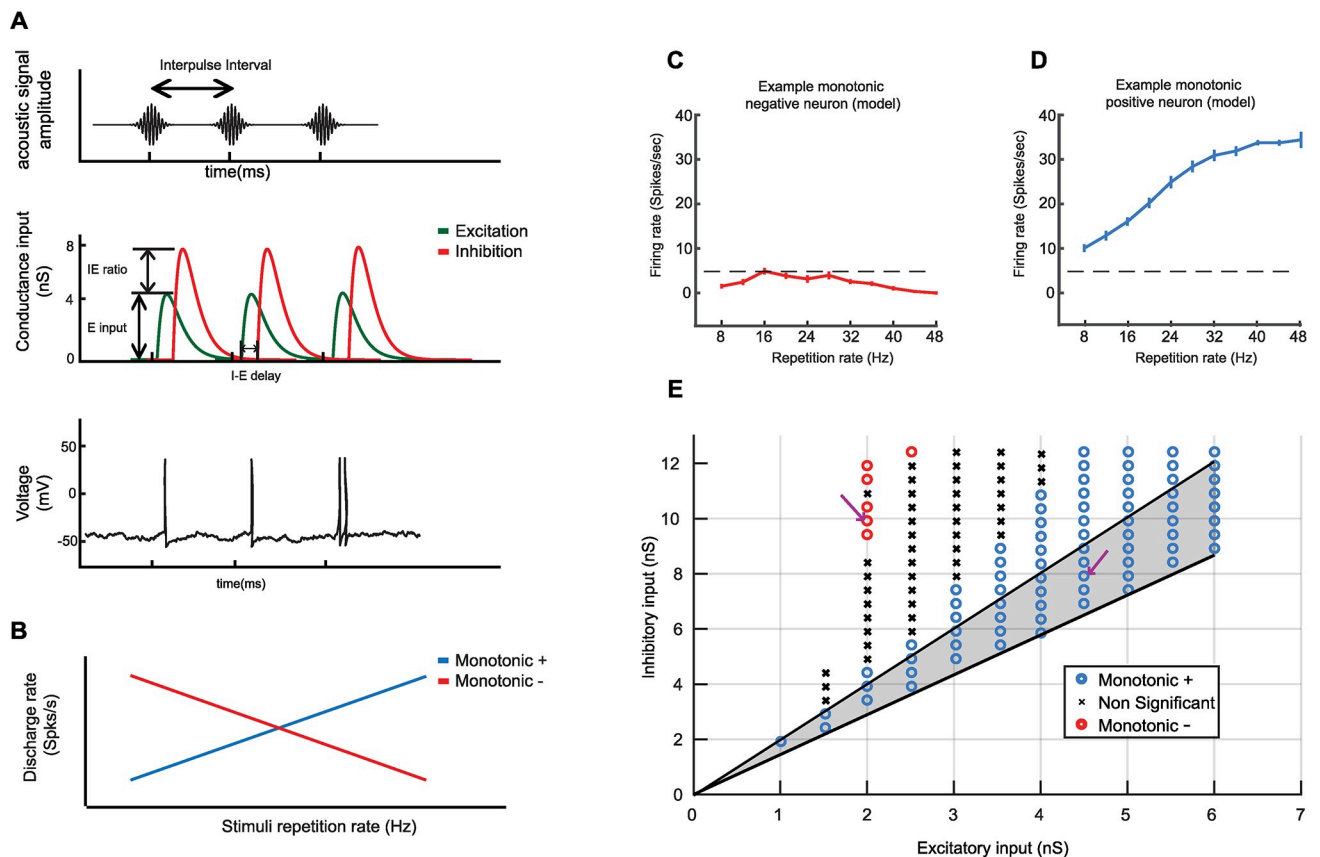 A
acoustic signal
amplitude
Interpulse Interval
time(ms)
Conductance input
(nS)
8
4
0
IE ratio
E input
I-E delay
Excitation
Inhibition
Voltage
(mV)
50
0
-50
time(ms)
B
Discharge rate
(Spks/s)
Monotonic +
Monotonic -
Stimuli repetition rate (Hz)
C
Example monotonic
negative neuron (model)
Firing rate (Spikes/sec)
40
30
20
10
0
8 16 24 32 40 48
Repetition rate (Hz)
D
Example monotonic
positive neuron (model)
Firing rate (Spikes/sec)
40
30
20
10
0
8 16 24 32 40 48
Repetition rate (Hz)
E
Inhibitory input (nS)
12
10
8
6
4
2
0
Monotonic +
Non Significant
Monotonic –
0 1 2 3 4 5 6 7
Excitatory input (nS)